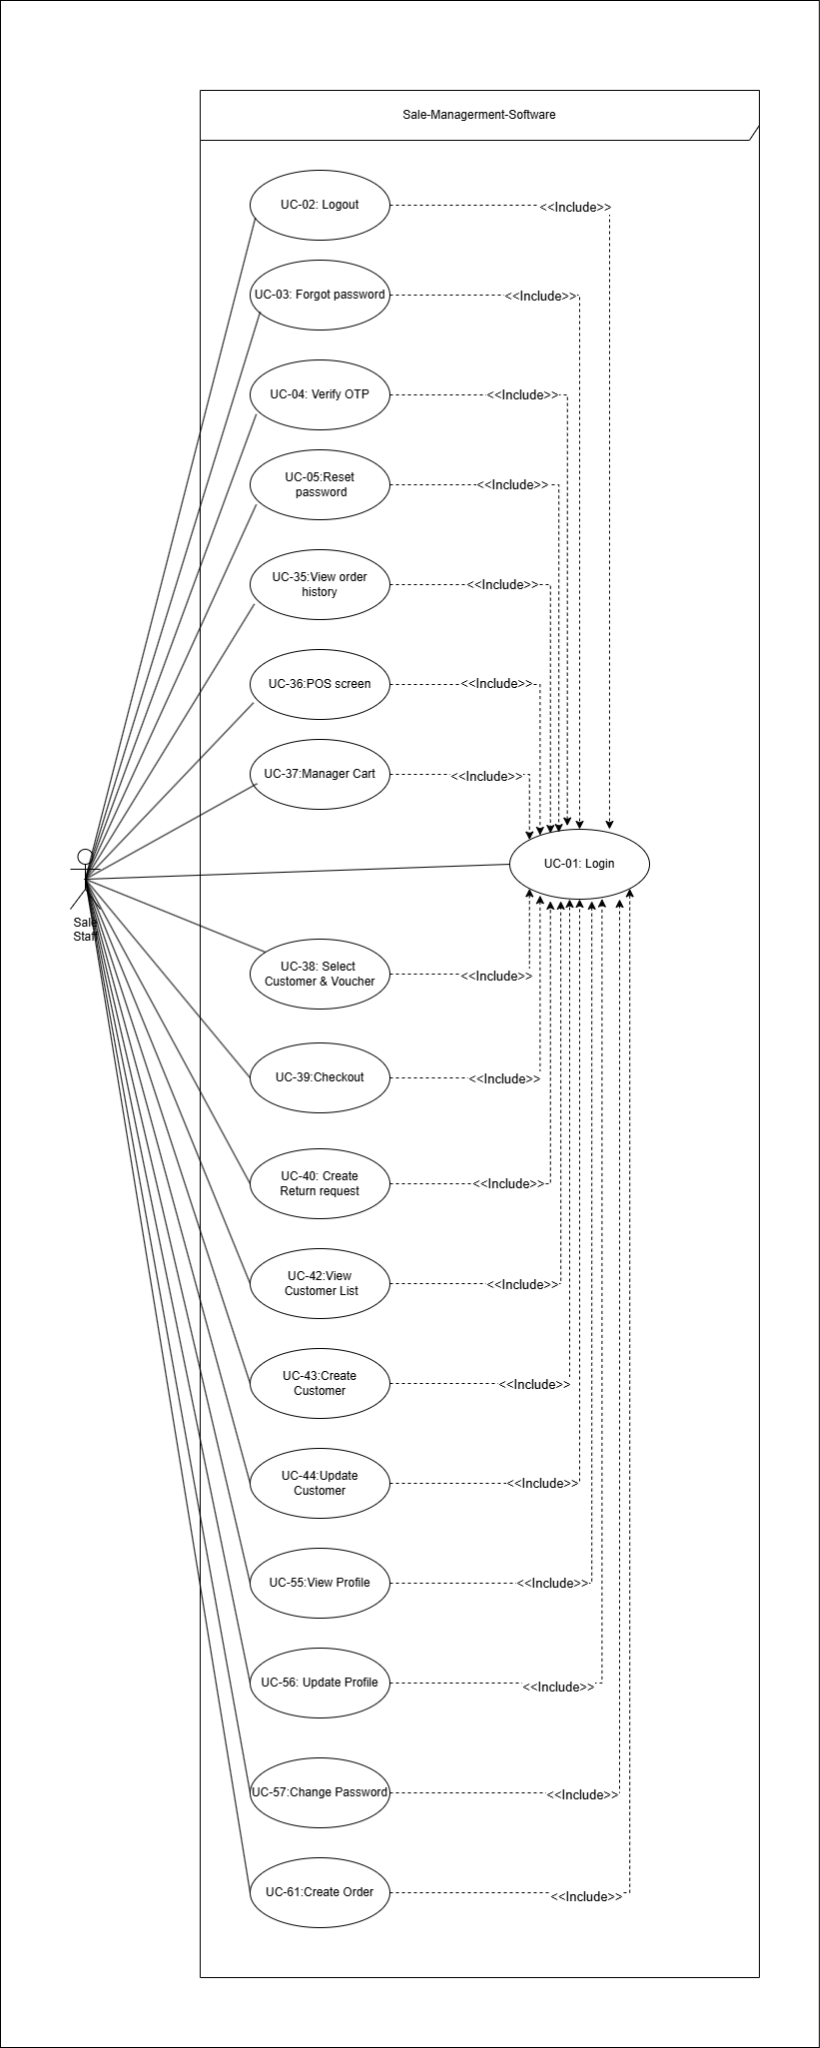 Sale-Managerment-Software
UC-02: Logout
<<Include>>
UC-03: Forgot password
<<Include>>
UC-04: Verify OTP
<<Include>>
UC-05:Reset
password
<<Include>>
UC-35:View order
history
<<Include>>
UC-36:POS screen
<<Include>>
UC-37:Manager Cart
<<Include>>
UC-01: Login
Sale
Staff
UC-38: Select
Customer & Voucher
<<Include>>
UC-39:Checkout
<<Include>>
UC-40: Create
Return request
<<Include>>
UC-42:View
Customer List
<<Include>>
UC-43:Create
Customer
<<Include>>
UC-44:Update
Customer
<<Include>>
UC-55:View Profile
<<Include>>
UC-56: Update Profile
<<Include>>
UC-57:Change Password
<<Include>>
UC-61:Create Order
<<Include>>